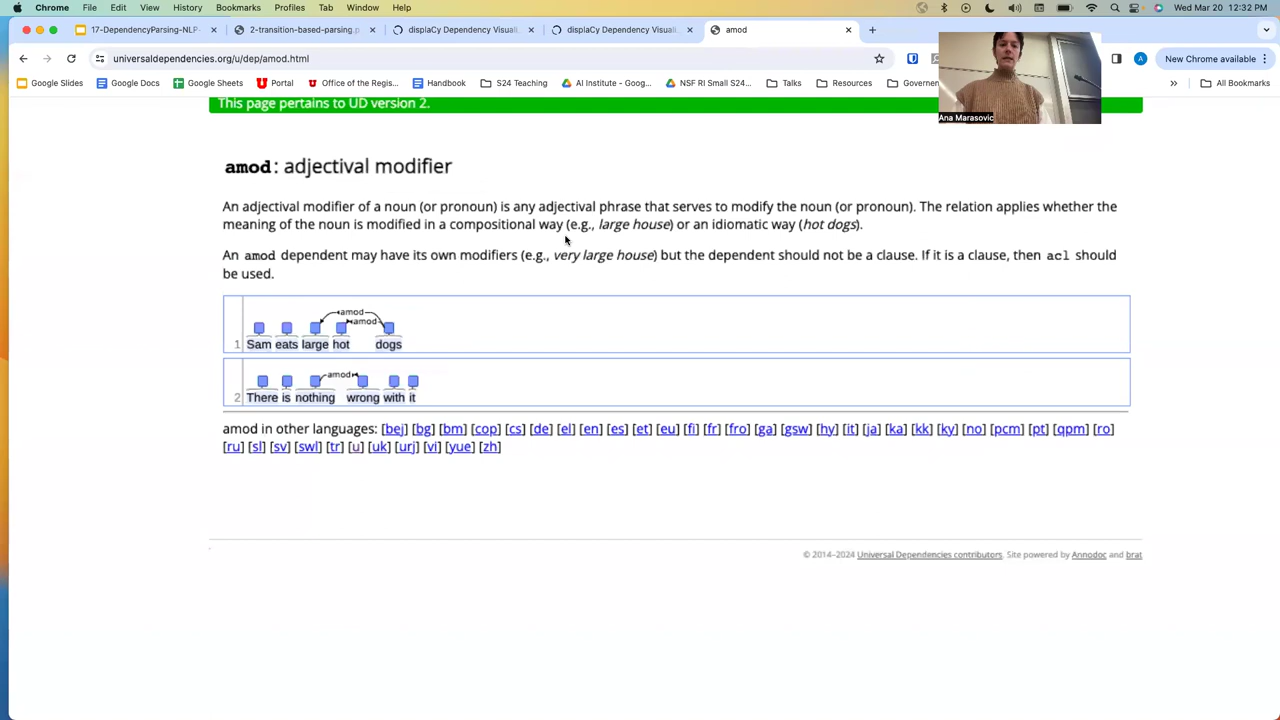 Chrome File Edit View History Bookmarks Profiles Tab Window Help Wed Mar 20 12:32 PM
17-DependencyParsing-NLP- 2-transition-based-parsing.p displaCy Dependency Visuali displaCy Dependency Visuali amod
universaldependencies.org/u/dep/amod.html New Chrome available
Google Slides Google Docs Google Sheets Portal Office of the Regis... Handbook S24 Teaching AI Institute - Goog... NSF RI Small S24... Talks Resources Governen » All Bookmarks
This page pertains to UD version 2.
Ana Marasovic
amod: adjectival modifier
An adjectival modifier of a noun (or pronoun) is any adjectival phrase that serves to modify the noun (or pronoun). The relation applies whether the
meaning of the noun is modified in a compositional way (e.g., large house) or an idiomatic way (hot dogs).
An amod dependent may have its own modifiers (e.g., very large house) but the dependent should not be a clause. If it is a clause, then acl should
be used.
amod
amod
1 Sam eats large hot dogs
amod
2 There is nothing wrong with it
amod in other languages: [bej] [bg] [bm] [cop] [cs] [de] [el] [en] [es] [et] [eu] [fi] [fr] [fro] [ga] [gsw] [hy] [it] [ja] [ka] [kk] [ky] [no] [pcm] [pt] [qpm] [ro]
[ru] [sl] [sv] [swl] [tr] [u] [uk] [urj] [vi] [yue] [zh]
© 2014–2024 Universal Dependencies contributors. Site powered by Annodoc and brat